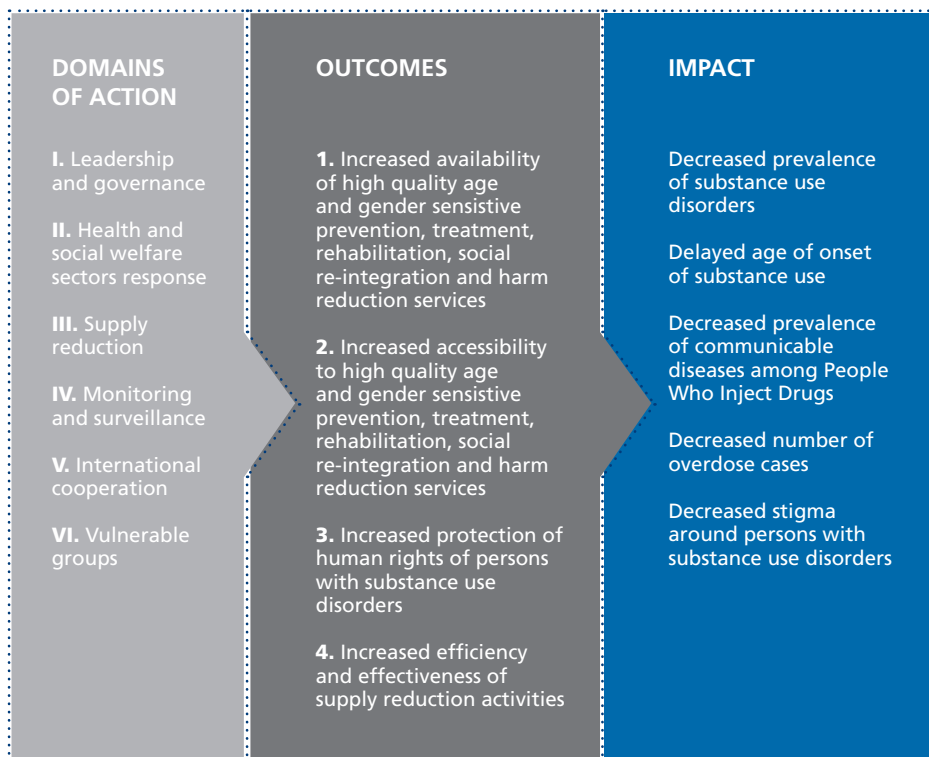 DOMAINS
OF ACTION
I. Leadership
and governance
II. Health and
social welfare
sectors response
III. Supply
reduction
IV. Monitoring
and surveillance
V. International
cooperation
VI. Vulnerable
groups
OUTCOMES
1. Increased availability
of high quality age
and gender sensistive
prevention, treatment,
rehabilitation, social
re-integration and harm
reduction services
2. Increased accessibility
to high quality age
and gender sensistive
prevention, treatment,
rehabilitation, social
re-integration and harm
reduction services
3. Increased protection of
human rights of persons
with substance use
disorders
4. Increased efficiency
and effectiveness of
supply reduction activities
IMPACT
Decreased prevalence
of substance use
disorders
Delayed age of onset
of substance use
Decreased prevalence
of communicable
diseases among People
Who Inject Drugs
Decreased number of
overdose cases
Decreased stigma
around persons with
substance use disorders